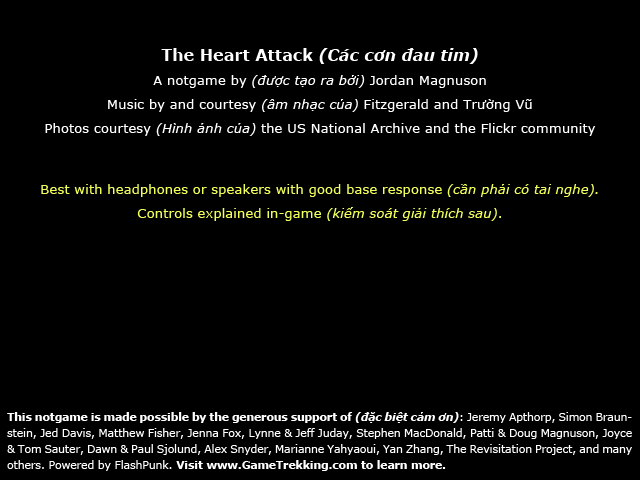 The Heart Attack (Các cơn đau tim)
A notgame by (được tạo ra bởi) Jordan Magnuson
Music by and courtesy (âm nhạc của) Fitzgerald and Trường Vũ
Photos courtesy (Hình ảnh của) the US National Archive and the Flickr community
Best with headphones or speakers with good base response (cần phải có tai nghe).
Controls explained in-game (kiểm soát giải thích sau).
This notgame is made possible by the generous support of (đặc biệt cảm ơn): Jeremy Apthorp, Simon Braun-
stein, Jed Davis, Matthew Fisher, Jenna Fox, Lynne & Jeff Juday, Stephen MacDonald, Patti & Doug Magnuson, Joyce
& Tom Sauter, Dawn & Paul Sjolund, Alex Snyder, Marianne Yahyaoui, Yan Zhang, The Revisitation Project, and many
others. Powered by FlashPunk. Visit www.GameTrekking.com to learn more.